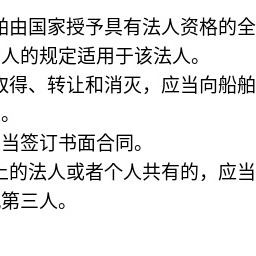 舶由国家授予具有法人资格的全
人的规定适用于该法人。
取得、转让和消灭，应当向船舶
。
当签订书面合同。
上的法人或者个人共有的，应当
第三人。